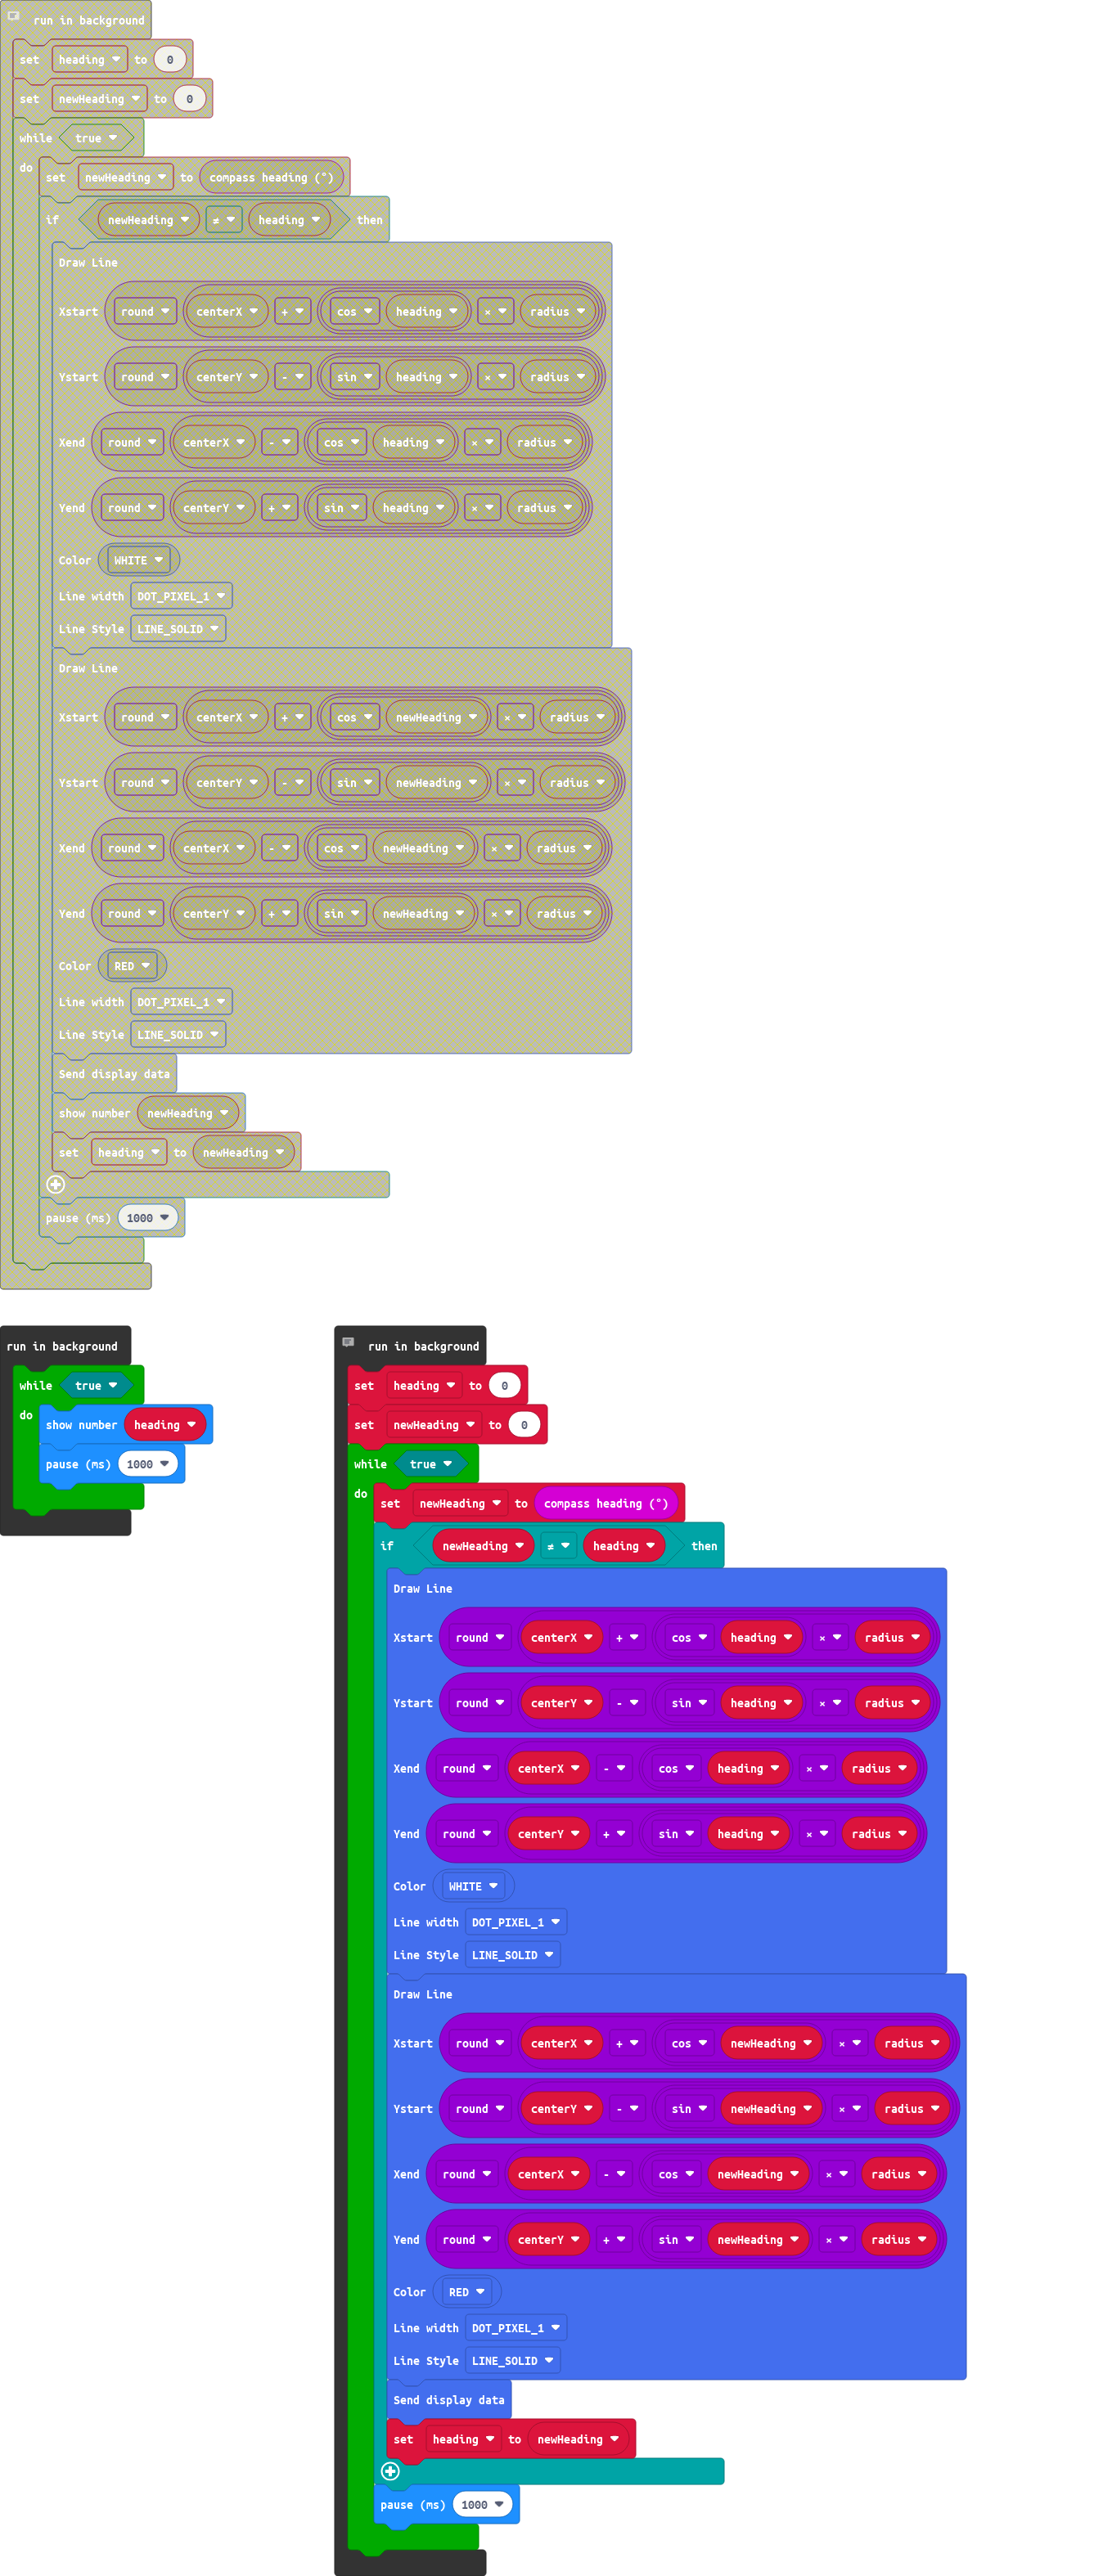 run in background
set heading to 0
set newHeading to 0
while true
do
set newHeading to compass heading (°)
if newHeading ≠ heading then
Draw Line
Xstart round centerX + cos heading × radius
Ystart round centerY - sin heading × radius
Xend round centerX - cos heading × radius
Yend round centerY + sin heading × radius
Color WHITE
Line width DOT_PIXEL_1
Line Style LINE_SOLID
Draw Line
Xstart round centerX + cos newHeading × radius
Ystart round centerY - sin newHeading × radius
Xend round centerX - cos newHeading × radius
Yend round centerY + sin newHeading × radius
Color RED
Line width DOT_PIXEL_1
Line Style LINE_SOLID
Send display data
show number newHeading
set heading to newHeading
pause (ms) 1000
run in background
while true
do
show number heading
pause (ms) 1000
run in background
set heading to 0
set newHeading to 0
while true
do
set newHeading to compass heading (°)
if newHeading ≠ heading then
Draw Line
Xstart round centerX + cos heading × radius
Ystart round centerY - sin heading × radius
Xend round centerX - cos heading × radius
Yend round centerY + sin heading × radius
Color WHITE
Line width DOT_PIXEL_1
Line Style LINE_SOLID
Draw Line
Xstart round centerX + cos newHeading × radius
Ystart round centerY - sin newHeading × radius
Xend round centerX - cos newHeading × radius
Yend round centerY + sin newHeading × radius
Color RED
Line width DOT_PIXEL_1
Line Style LINE_SOLID
Send display data
set heading to newHeading
pause (ms) 1000